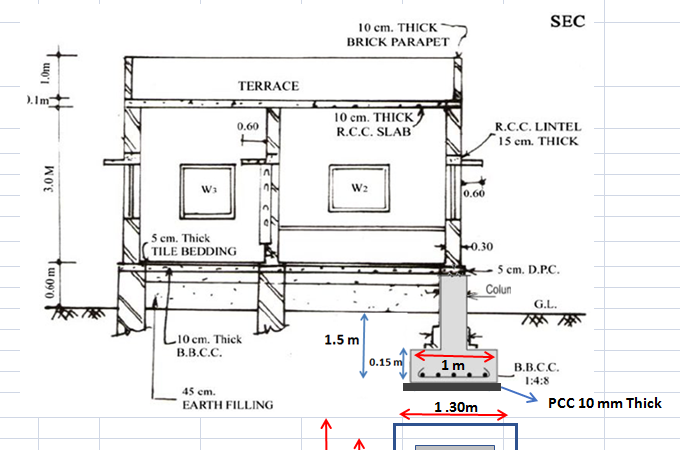 SEC
10 cm. THICK
BRICK PARAPET
1.0m
TERRACE
).1m
10 cm. THICK
R.C.C. SLAB
0.60
R.C.C. LINTEL
15 cm. THICK
3.0 M
W3
W2
0.60
0.30
5 cm. Thick
TILE BEDDING
5 cm. D.P.C.
0.60 m
Colun
G.L.
10 cm. Thick
B.B.C.C.
1.5 m
0.15 m
1 m
B.B.C.C.
1:4:8
45 cm.
EARTH FILLING
PCC 10 mm Thick
1.30m